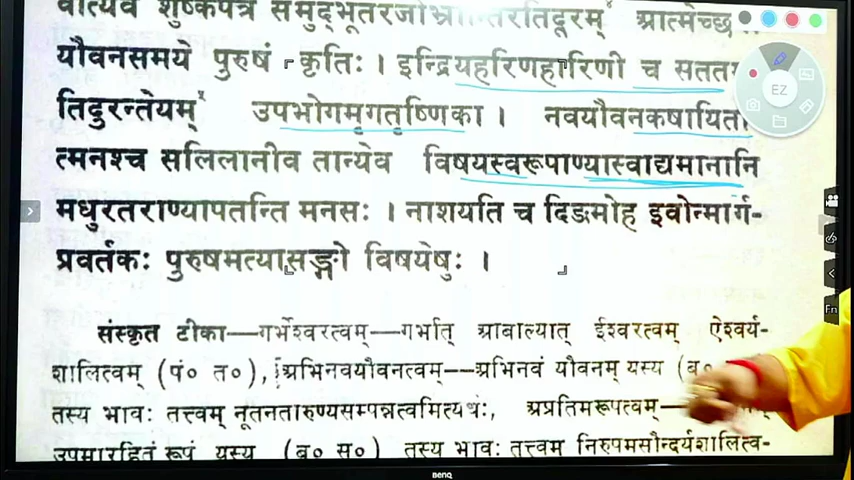 वात्येव शुष्कपत्रं समुद्भूतरजोभ्रान्तिरतिदूरम् आत्मेच्छ
यौवनसमये पुरुषं कृतिः । इन्द्रियहरिणहारिणी च सतत
तिदुरन्तेयम् उपभोगमृगतृष्णिका । नवयौवनकषायिता
त्मनश्च सलिलानीव तान्येव विषयस्वरूपाण्यास्वाद्यमानानि
मधुरतराण्यापतन्ति मनसः । नाशयति च दिङ्मोह इवोन्मार्ग-
प्रवर्तकः पुरुषमत्यासङ्गो विषयेषुः ।
संस्कृत टीका—गर्भेश्वरत्वम्—गर्भात् आबाल्यात् ईश्वरत्वम् ऐश्वर्य-
शालित्वम् (पं० त०), अभिनवयौवनत्वम्—अभिनवं यौवनम् यस्य (ब०
तस्य भावः तत्त्वम् नूतनतारुण्यसम्पन्नत्वमित्यर्थः, अप्रतिमरूपत्वम्—
उपमारहितं रूपं यस्य (ब० स०) तस्य भावः तत्त्वम् निरुपमसौन्दर्यशालित्व-
EZ
Fn
BenQ